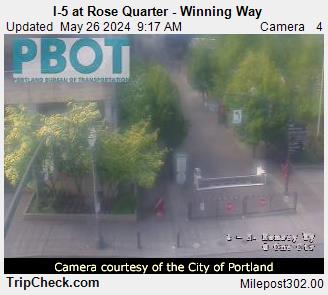 I-5 at Rose Quarter - Winning Way
Updated May 26 2024 9:17 AM Camera 4
PBOT
PORTLAND BUREAU OF TRANSPORTATION
Camera courtesy of the City of Portland
TripCheck.com Milepost302.00